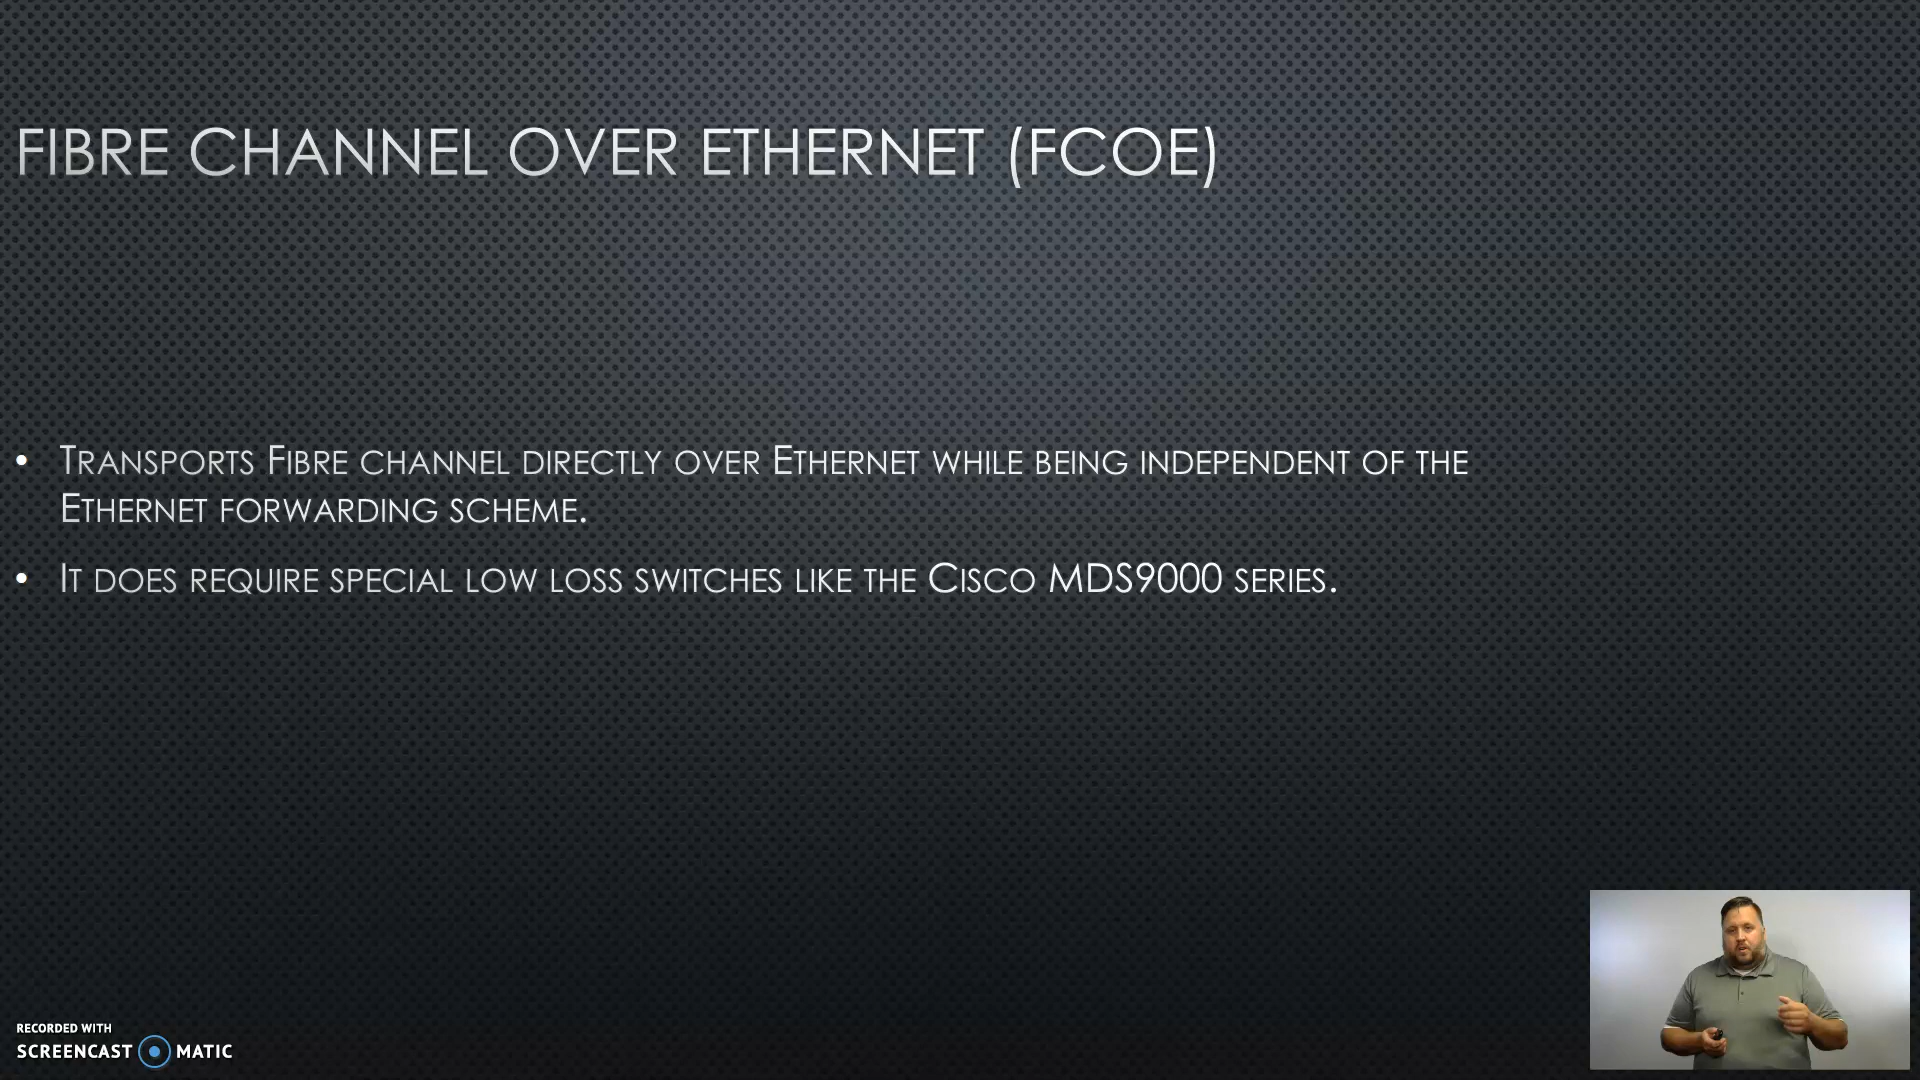 FIBRE CHANNEL OVER ETHERNET (FCOE)
• TRANSPORTS FIBRE CHANNEL DIRECTLY OVER ETHERNET WHILE BEING INDEPENDENT OF THE
ETHERNET FORWARDING SCHEME.
• IT DOES REQUIRE SPECIAL LOW LOSS SWITCHES LIKE THE CISCO MDS9000 SERIES.
RECORDED WITH
SCREENCAST MATIC